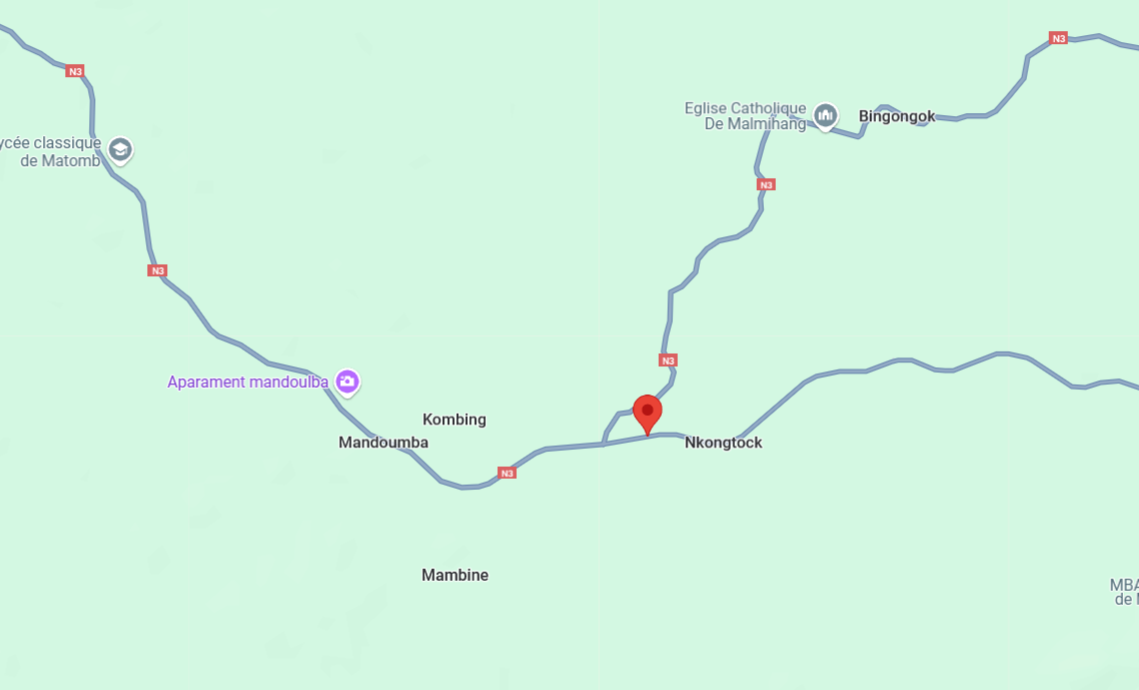 N3
N3
Eglise Catholique
De Malmihang
Bingongok
ycée classique
de Matomb
N3
N3
N3
Aparament mandoulba
Kombing
Mandoumba
Nkongtock
N3
Mambine
MBA
de